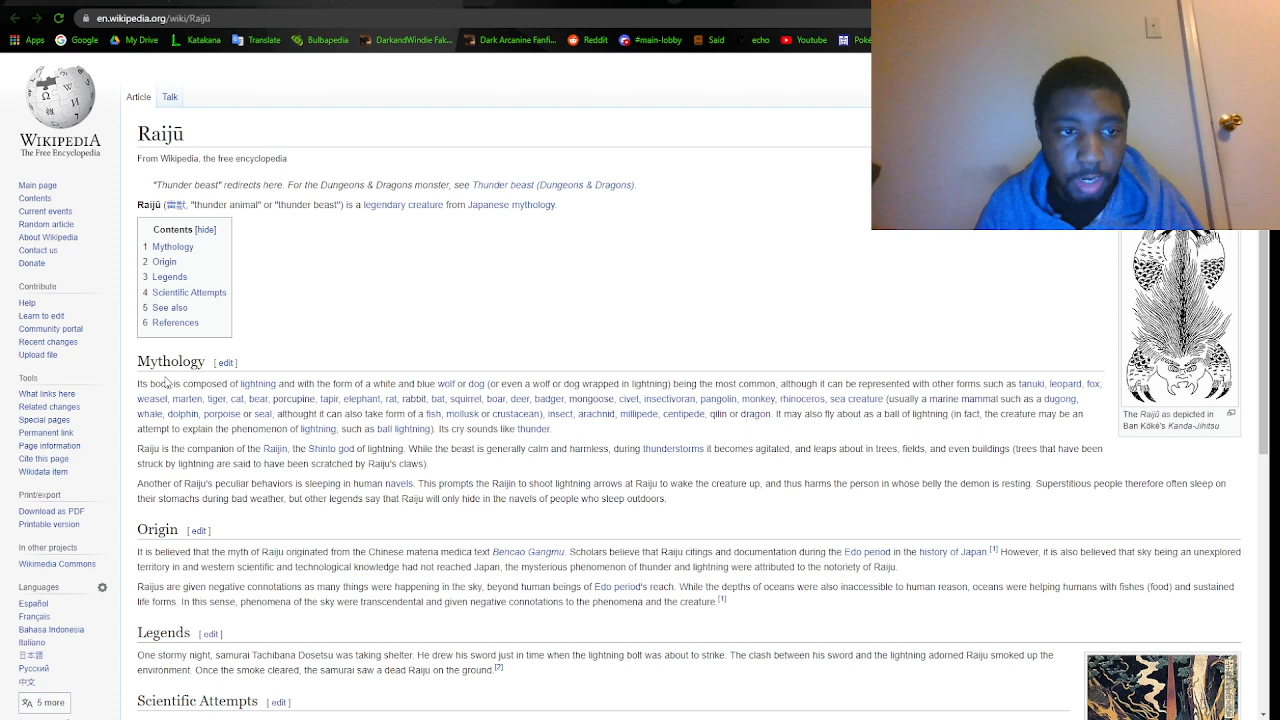 en.wikipedia.org/wiki/Raijū
Apps Google My Drive Katakana Translate Bulbapedia DarkandWindie Fak... Dark Arcanine Fanfi... Reddit #main-lobby Said echo Youtube Poké
WIKIPEDIA
The Free Encyclopedia
Main page
Contents
Current events
Random article
About Wikipedia
Contact us
Donate
Contribute
Help
Learn to edit
Community portal
Recent changes
Upload file
Tools
What links here
Related changes
Special pages
Permanent link
Page information
Cite this page
Wikidata item
Print/export
Download as PDF
Printable version
In other projects
Wikimedia Commons
Languages
Español
Français
Bahasa Indonesia
Italiano
日本語
Русский
中文
5 more
Article Talk
Raijū
From Wikipedia, the free encyclopedia
"Thunder beast" redirects here. For the Dungeons & Dragons monster, see Thunder beast (Dungeons & Dragons).
Raijū (雷獣, "thunder animal" or "thunder beast") is a legendary creature from Japanese mythology.
Contents [hide]
1 Mythology
2 Origin
3 Legends
4 Scientific Attempts
5 See also
6 References
Mythology [ edit ]
Its body is composed of lightning and with the form of a white and blue wolf or dog (or even a wolf or dog wrapped in lightning) being the most common, although it can be represented with other forms such as tanuki, leopard, fox,
weasel, marten, tiger, cat, bear, porcupine, tapir, elephant, rat, rabbit, bat, squirrel, boar, deer, badger, mongoose, civet, insectivoran, pangolin, monkey, rhinoceros, sea creature (usually a marine mammal such as a dugong,
whale, dolphin, porpoise or seal, althought it can also take form of a fish, mollusk or crustacean), insect, arachnid, millipede, centipede, qilin or dragon. It may also fly about as a ball of lightning (in fact, the creature may be an
attempt to explain the phenomenon of lightning, such as ball lightning). Its cry sounds like thunder.
Raiju is the companion of the Raijin, the Shinto god of lightning. While the beast is generally calm and harmless, during thunderstorms it becomes agitated, and leaps about in trees, fields, and even buildings (trees that have been
struck by lightning are said to have been scratched by Raiju's claws).
Another of Raiju's peculiar behaviors is sleeping in human navels. This prompts the Raijin to shoot lightning arrows at Raiju to wake the creature up, and thus harms the person in whose belly the demon is resting. Superstitious people therefore often sleep on
their stomachs during bad weather, but other legends say that Raiju will only hide in the navels of people who sleep outdoors.
The Raijū as depicted in
Ban Kōkē's Kanda-Jihitsu
Origin [ edit ]
It is believed that the myth of Raiju originated from the Chinese materia medica text Bencao Gangmu. Scholars believe that Raiju citings and documentation during the Edo period in the history of Japan.[1] However, it is also believed that sky being an unexplored
territory in and western scientific and technological knowledge had not reached Japan, the mysterious phenomenon of thunder and lightning were attributed to the notoriety of Raiju.
Raijus are given negative connotations as many things were happening in the sky, beyond human beings of Edo period's reach. While the depths of oceans were also inaccessible to human reason, oceans were helping humans with fishes (food) and sustained
life forms. In this sense, phenomena of the sky were transcendental and given negative connotations to the phenomena and the creature.[1]
Legends [ edit ]
One stormy night, samurai Tachibana Dosetsu was taking shelter. He drew his sword just in time when the lightning bolt was about to strike. The clash between his sword and the lightning adorned Raiju smoked up the
environment. Once the smoke cleared, the samurai saw a dead Raiju on the ground.[2]
Scientific Attempts [ edit ]